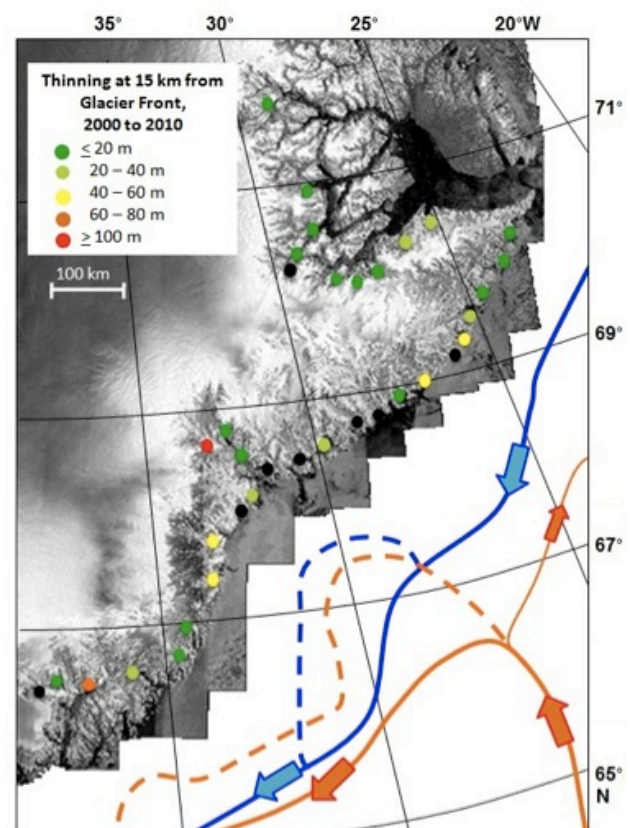 35° 30° 25° 20°W
Thinning at 15 km from
Glacier Front,
2000 to 2010
≤ 20 m
20 – 40 m
40 – 60 m
60 – 80 m
≥ 100 m
100 km
71°
69°
67°
65°
N